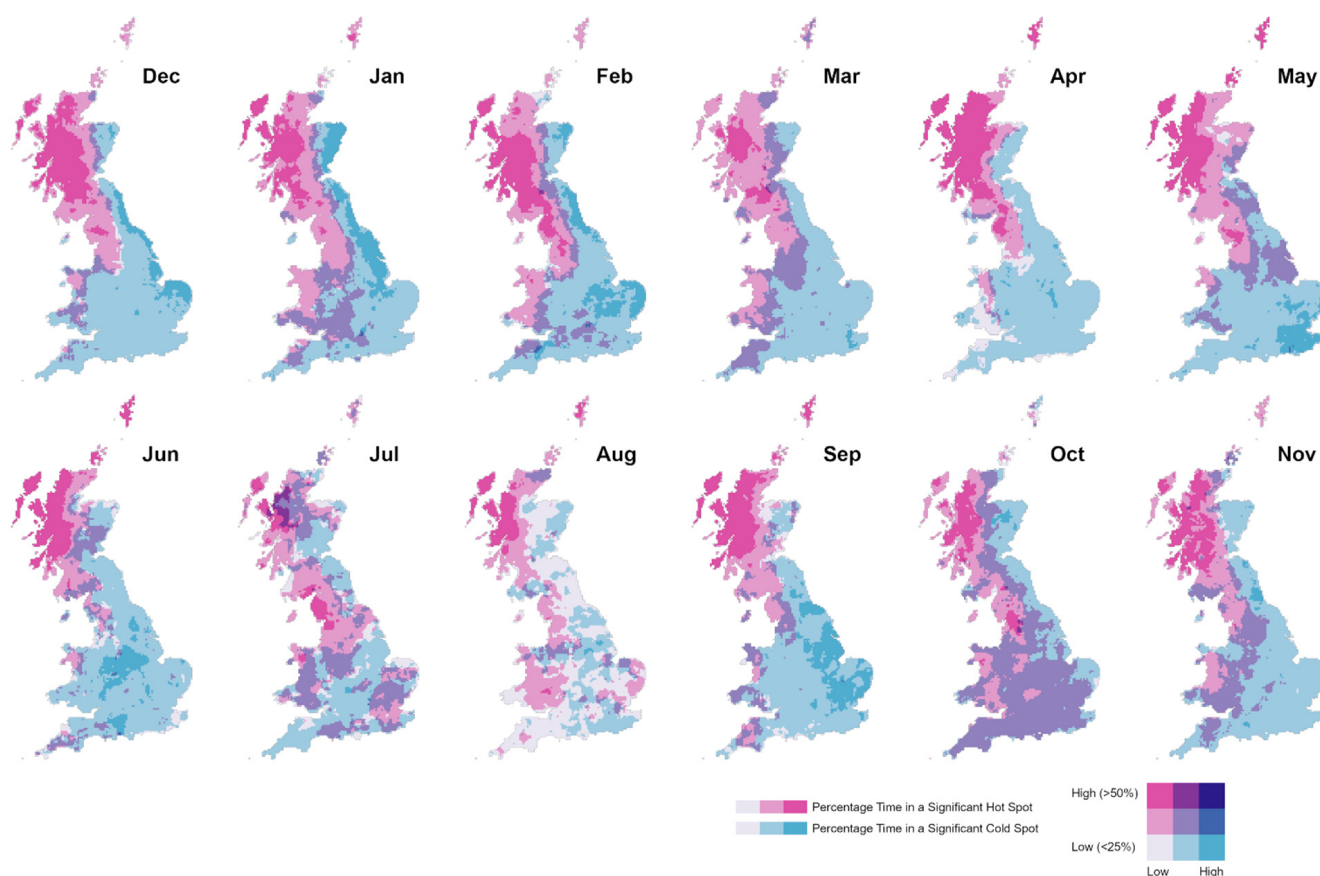 Dec Jan Feb Mar Apr May
Jun Jul Aug Sep Oct Nov
High (>50%)
Percentage Time in a Significant Hot Spot
Percentage Time in a Significant Cold Spot
Low (<25%)
Low High